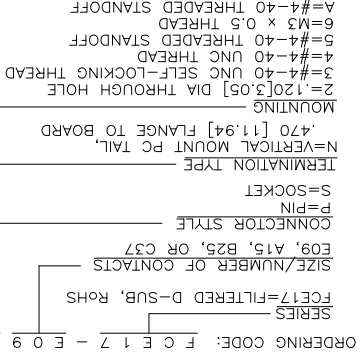 ORDERING CODE: F C E 1 7 - E 0 9
SERIES
FCE17=FILTERED D-SUB, RoHS
SIZE/NUMBER OF CONTACTS
E09, A15, B25, OR C37
CONNECTOR STYLE
P=PIN
S=SOCKET
TERMINATION TYPE
N=VERTICAL MOUNT PC TAIL,
.470 [11.94] FLANGE TO BOARD
MOUNTING
2=.120[3.05] DIA THROUGH HOLE
3=#4-40 UNC SELF-LOCKING THREAD
4=#4-40 UNC THREAD
5=#4-40 THREADED STANDOFF
6=M3 x 0.5 THREAD
A=#4-40 THREADED STANDOFF